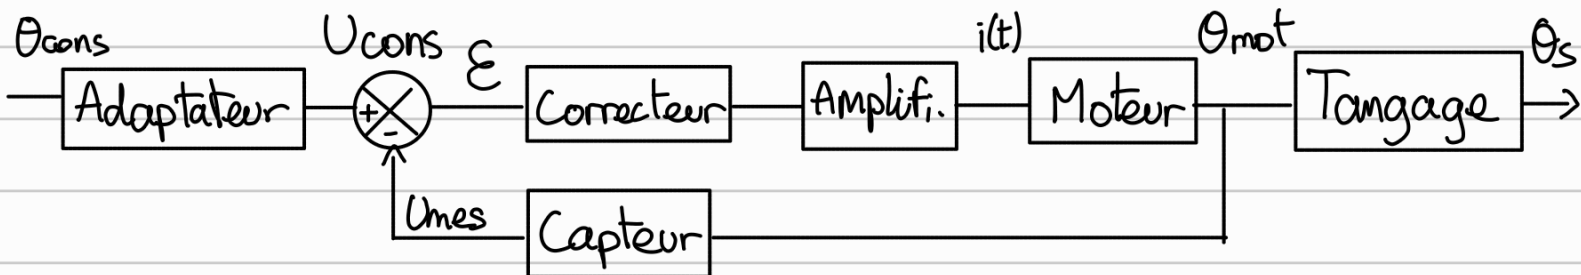 θcons Ucons ε i(t) θmot θs
Adaptateur + - Correcteur Amplifi. Moteur Tangage
Umes Capteur